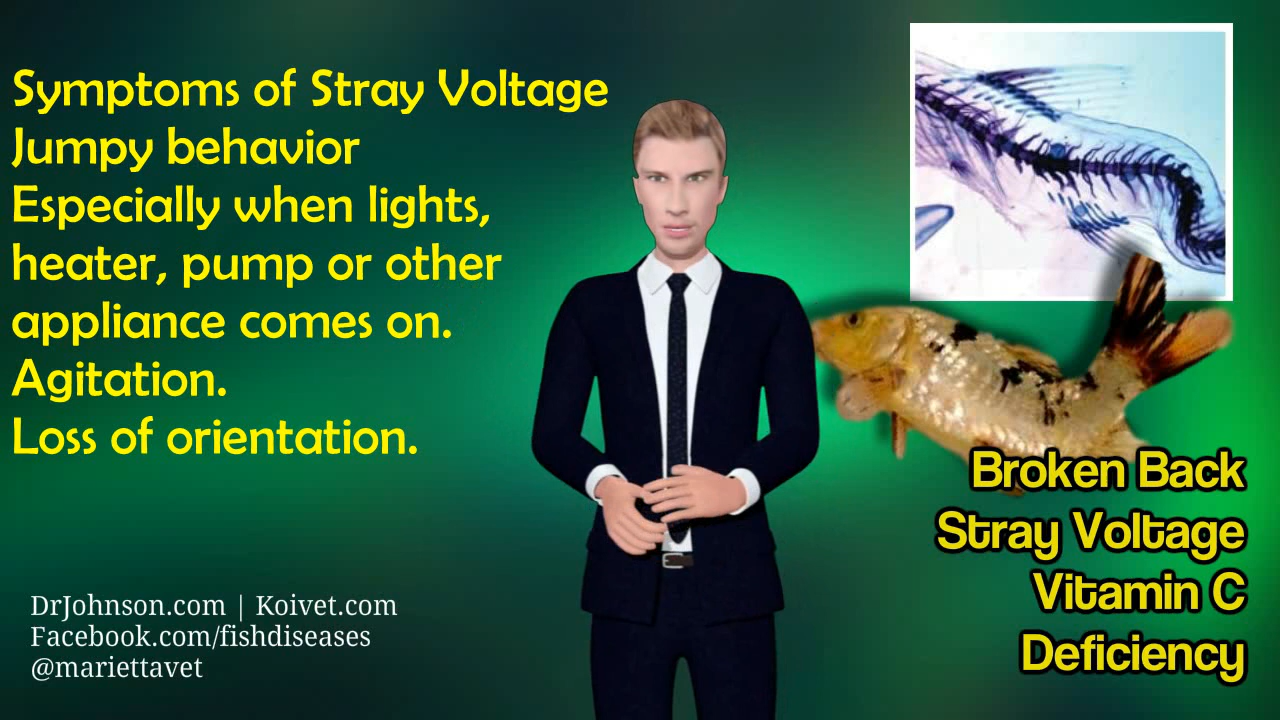 Symptoms of Stray Voltage
Jumpy behavior
Especially when lights,
heater, pump or other
appliance comes on.
Agitation.
Loss of orientation.
Broken Back
Stray Voltage
Vitamin C
Deficiency
DrJohnson.com | Koivet.com
Facebook.com/fishdiseases
@mariettavet